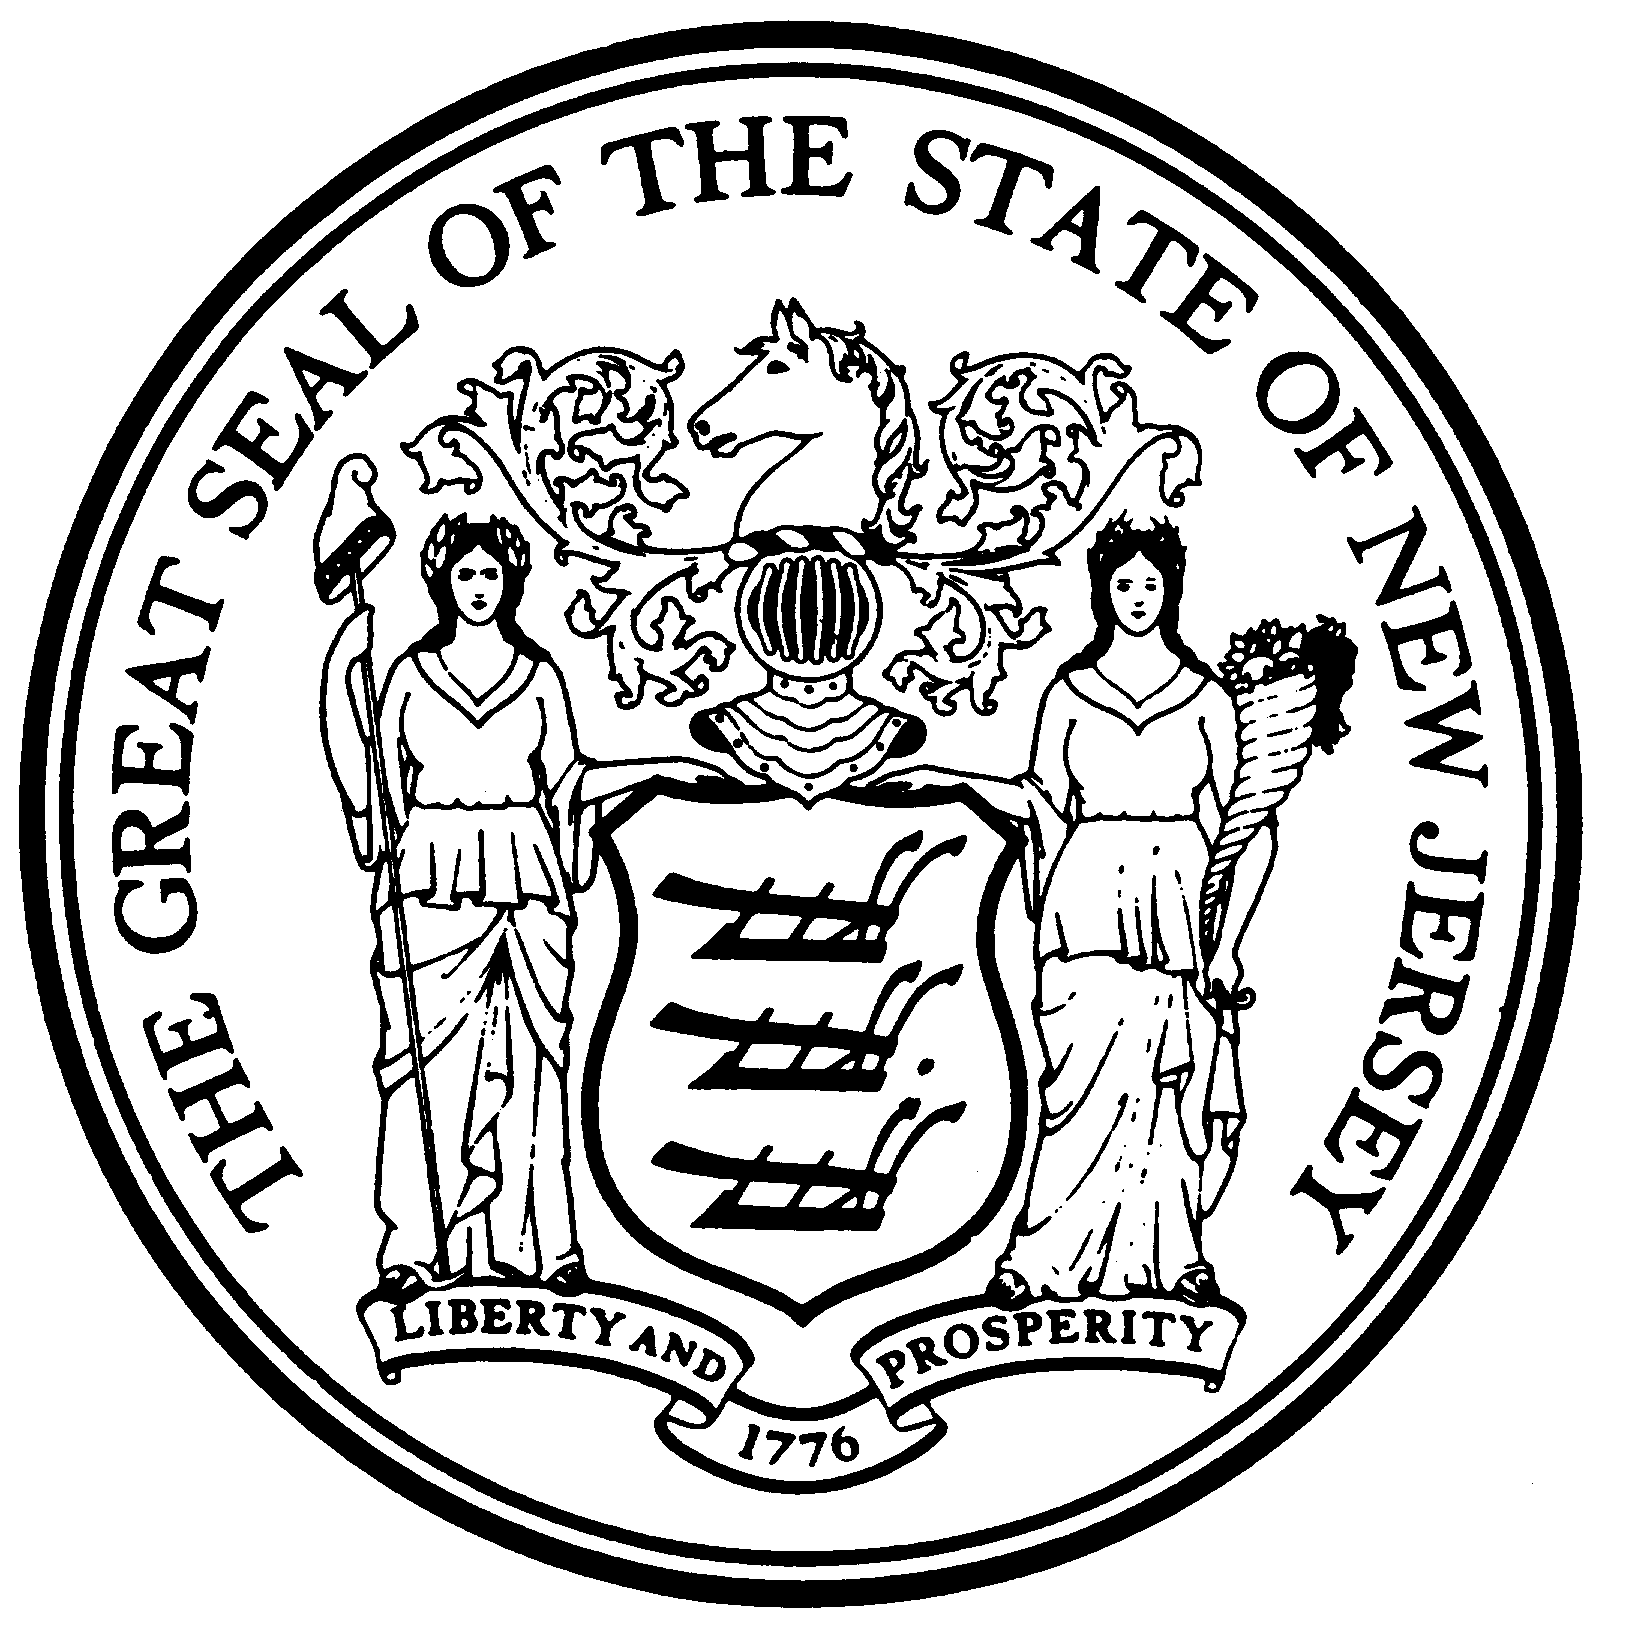 THE GREAT SEAL OF THE STATE OF NEW JERSEY
LIBERTY AND PROSPERITY
1776